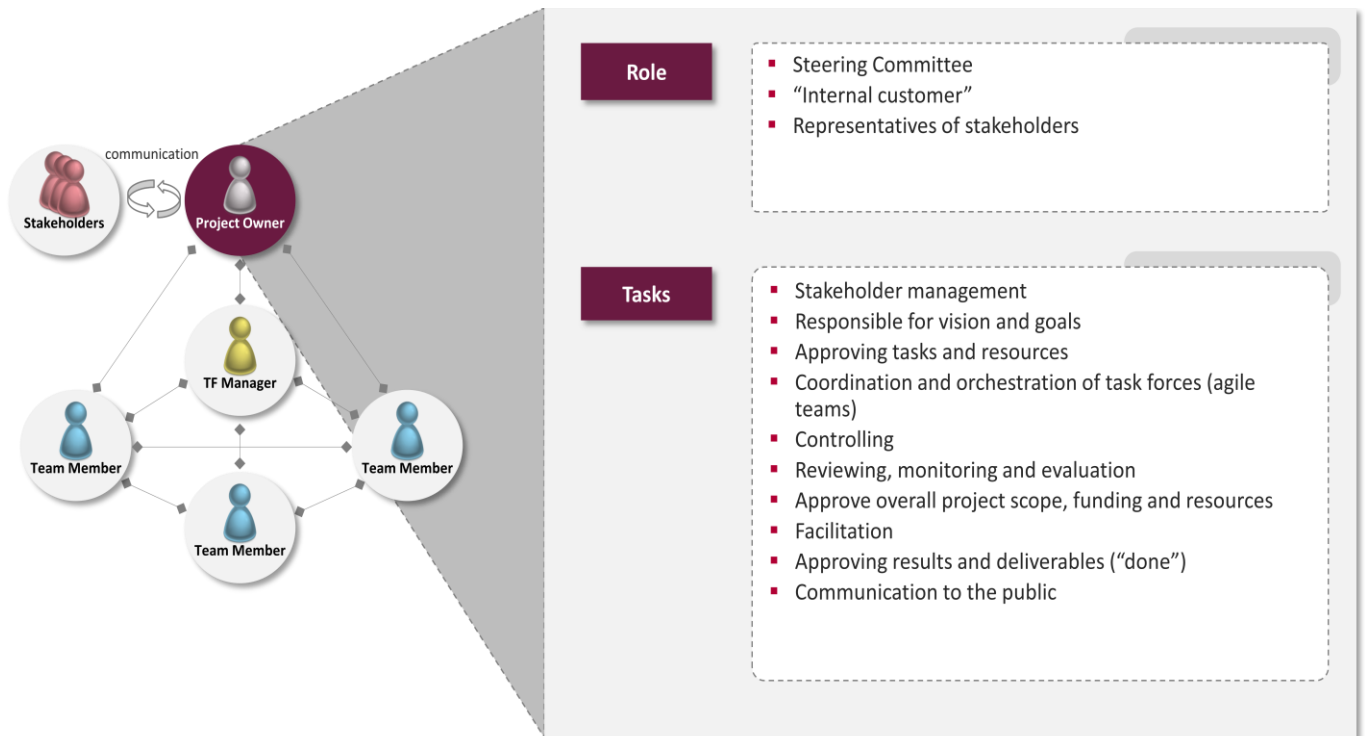 communication
Stakeholders
Project Owner
TF Manager
Team Member
Team Member
Team Member
Role
Steering Committee
“Internal customer”
Representatives of stakeholders
Tasks
Stakeholder management
Responsible for vision and goals
Approving tasks and resources
Coordination and orchestration of task forces (agile
teams)
Controlling
Reviewing, monitoring and evaluation
Approve overall project scope, funding and resources
Facilitation
Approving results and deliverables (“done”)
Communication to the public